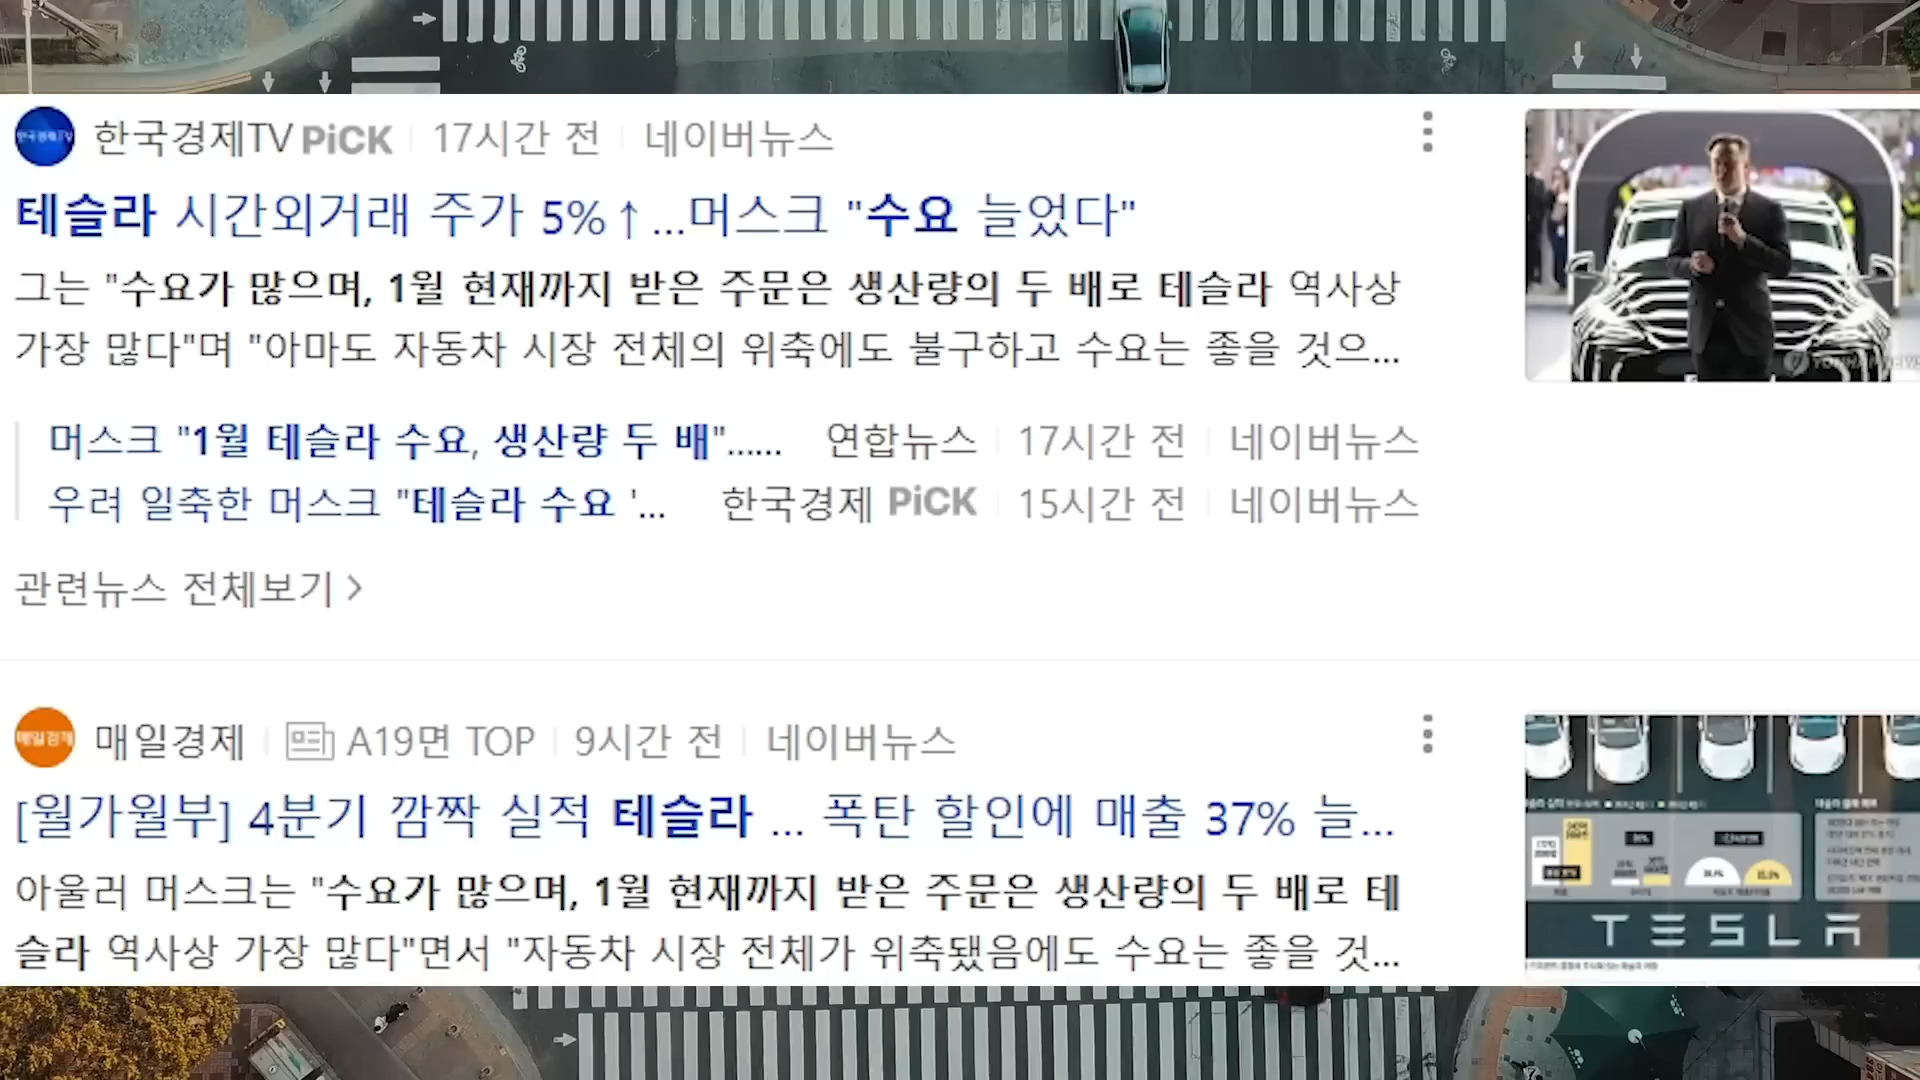 한국경제TV PiCK 17시간 전 네이버뉴스
테슬라 시간외거래 주가 5%↑...머스크 "수요 늘었다"
그는 "수요가 많으며, 1월 현재까지 받은 주문은 생산량의 두 배로 테슬라 역사상
가장 많다"며 "아마도 자동차 시장 전체의 위축에도 불구하고 수요는 좋을 것으...
머스크 "1월 테슬라 수요, 생산량 두 배"…… 연합뉴스 17시간 전 네이버뉴스
우려 일축한 머스크 "테슬라 수요 '... 한국경제 PiCK 15시간 전 네이버뉴스
관련뉴스 전체보기 >
매일경제
매일경제 A19면 TOP 9시간 전 네이버뉴스
[월가월부] 4분기 깜짝 실적 테슬라 ... 폭탄 할인에 매출 37% 늘...
아울러 머스크는 "수요가 많으며, 1월 현재까지 받은 주문은 생산량의 두 배로 테
슬라 역사상 가장 많다"면서 "자동차 시장 전체가 위축됐음에도 수요는 좋을 것...
TESLA